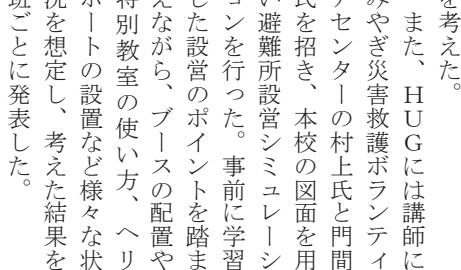 を考えた。
また、HUGには講師に
みやぎ災害救護ボランティ
アセンターの村上氏と門間
氏を招き、本校の図面を用
い避難所設営シミュレーシ
ョンを行った。事前に学習
した設営のポイントを踏ま
えながら、ブースの配置や
特別教室の使い方、ヘリ
ポートの設置など様々な状
況を想定し、考えた結果を
班ごとに発表した。